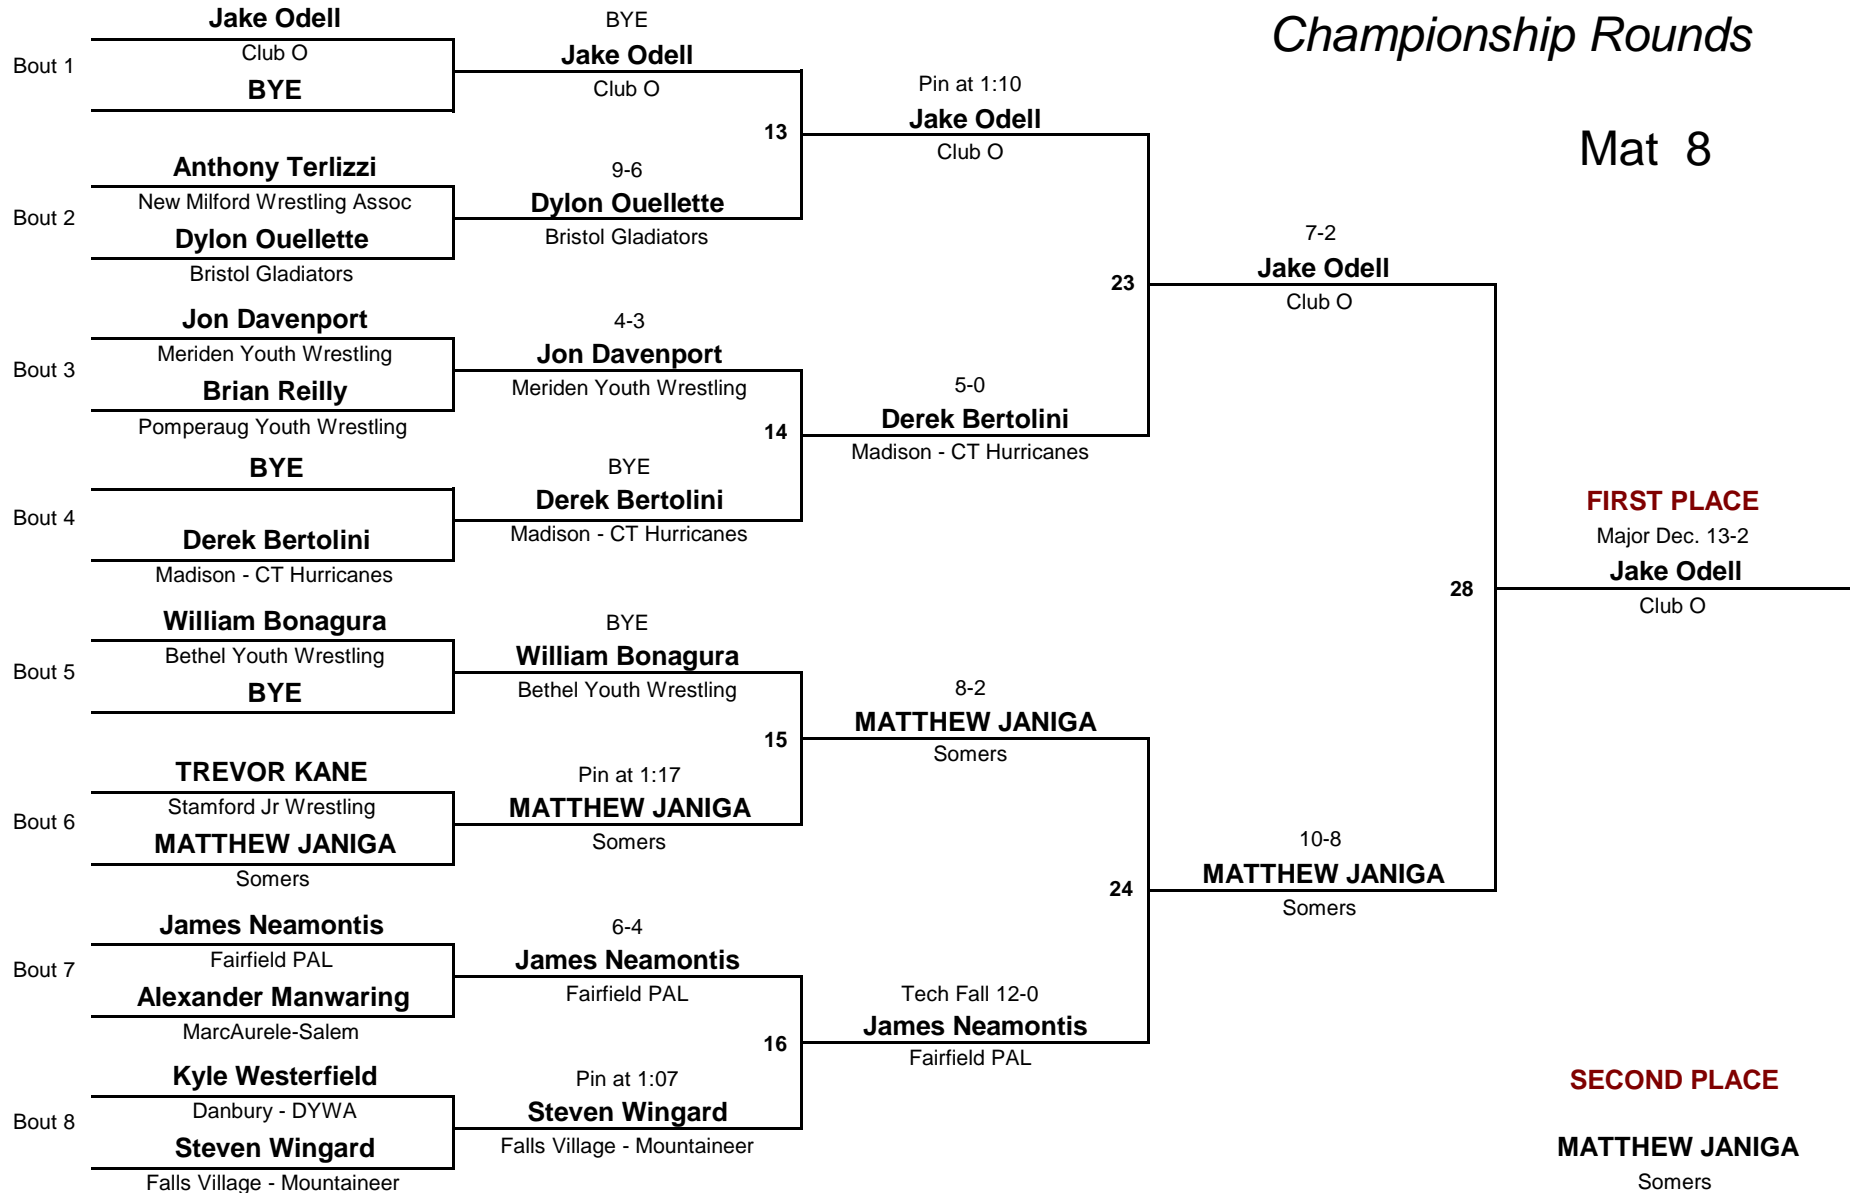 Championship Rounds
Mat 8
Bout 1
Jake Odell
Club O
BYE
Bout 2
Anthony Terlizzi
New Milford Wrestling Assoc
Dylon Ouellette
Bristol Gladiators
Bout 3
Jon Davenport
Meriden Youth Wrestling
Brian Reilly
Pomperaug Youth Wrestling
Bout 4
BYE
Derek Bertolini
Madison - CT Hurricanes
Bout 5
William Bonagura
Bethel Youth Wrestling
BYE
Bout 6
TREVOR KANE
Stamford Jr Wrestling
MATTHEW JANIGA
Somers
Bout 7
James Neamontis
Fairfield PAL
Alexander Manwaring
MarcAurele-Salem
Bout 8
Kyle Westerfield
Danbury - DYWA
Steven Wingard
Falls Village - Mountaineer
BYE
Jake Odell
Club O
13
9-6
Dylon Ouellette
Bristol Gladiators
4-3
Jon Davenport
Meriden Youth Wrestling
14
BYE
Derek Bertolini
Madison - CT Hurricanes
BYE
William Bonagura
Bethel Youth Wrestling
15
Pin at 1:17
MATTHEW JANIGA
Somers
6-4
James Neamontis
Fairfield PAL
16
Pin at 1:07
Steven Wingard
Falls Village - Mountaineer
Pin at 1:10
Jake Odell
Club O
23
5-0
Derek Bertolini
Madison - CT Hurricanes
8-2
MATTHEW JANIGA
Somers
24
Tech Fall 12-0
James Neamontis
Fairfield PAL
7-2
Jake Odell
Club O
28
10-8
MATTHEW JANIGA
Somers
FIRST PLACE
Major Dec. 13-2
Jake Odell
Club O
SECOND PLACE
MATTHEW JANIGA
Somers